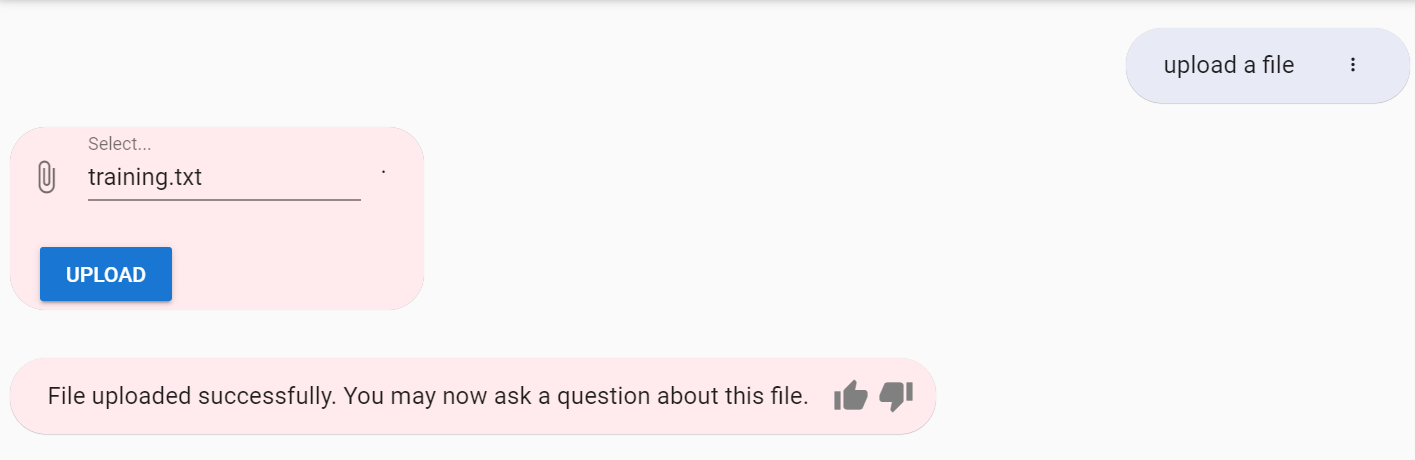 upload a file
Select...
training.txt
UPLOAD
File uploaded successfully. You may now ask a question about this file.